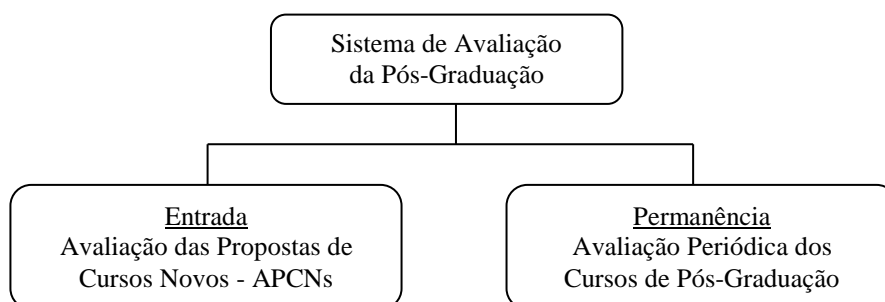 Sistema de Avaliação
da Pós-Graduação
Entrada
Avaliação das Propostas de
Cursos Novos - APCNs
Permanência
Avaliação Periódica dos
Cursos de Pós-Graduação